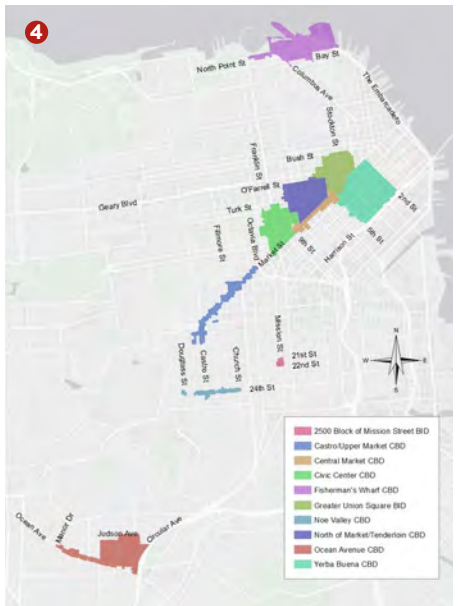 4
North Point St
Bay St
Columbus Ave
The Embarcadero
Stockton St
Franklin St
Bush St
O'Farrell St
Geary Blvd
Turk St
2nd St
Fillmore St
Octavia Blvd
Market St
9th St
Harrison St
5th St
Mission St
Douglass St
Castro St
Church St
21st St
22nd St
24th St
N
W
E
S
Ocean Ave
Manor Dr
Judson Ave
Circular Ave
2500 Block of Mission Street BID
Castro/Upper Market CBD
Central Market CBD
Civic Center CBD
Fisherman's Wharf CBD
Greater Union Square BID
Noe Valley CBD
North of Market/Tenderloin CBD
Ocean Avenue CBD
Yerba Buena CBD